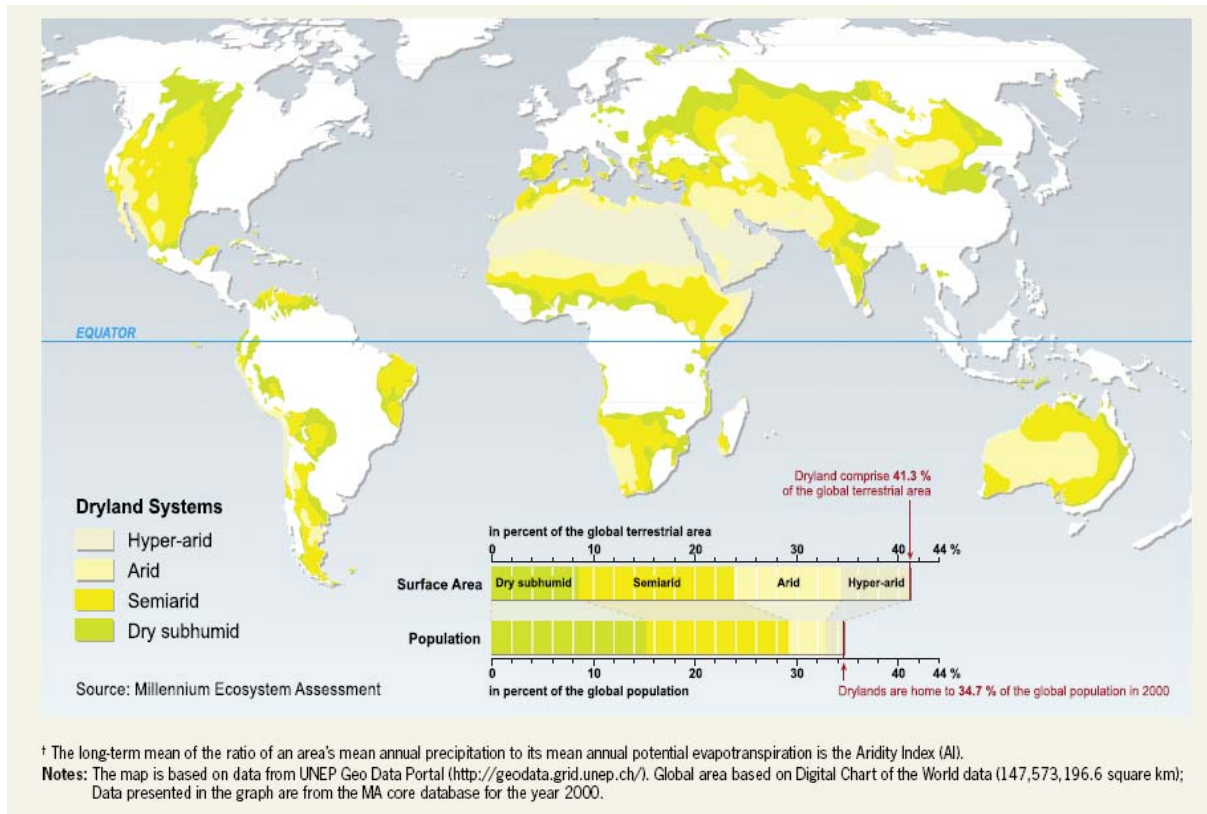 EQUATOR
Dryland Systems
Hyper-arid
Arid
Semiarid
Dry subhumid
Source: Millennium Ecosystem Assessment
Dryland comprise 41.3 %
of the global terrestrial area
in percent of the global terrestrial area
0 10 20 30 40 44 %
Surface Area Dry subhumid Semiarid Arid Hyper-arid
Population
0 10 20 30 40 44 %
in percent of the global population
Drylands are home to 34.7 % of the global population in 2000
† The long-term mean of the ratio of an area's mean annual precipitation to its mean annual potential evapotranspiration is the Aridity Index (AI).
Notes: The map is based on data from UNEP Geo Data Portal (http://geodata.grid.unep.ch/). Global area based on Digital Chart of the World data (147,573,196.6 square km);
Data presented in the graph are from the MA core database for the year 2000.